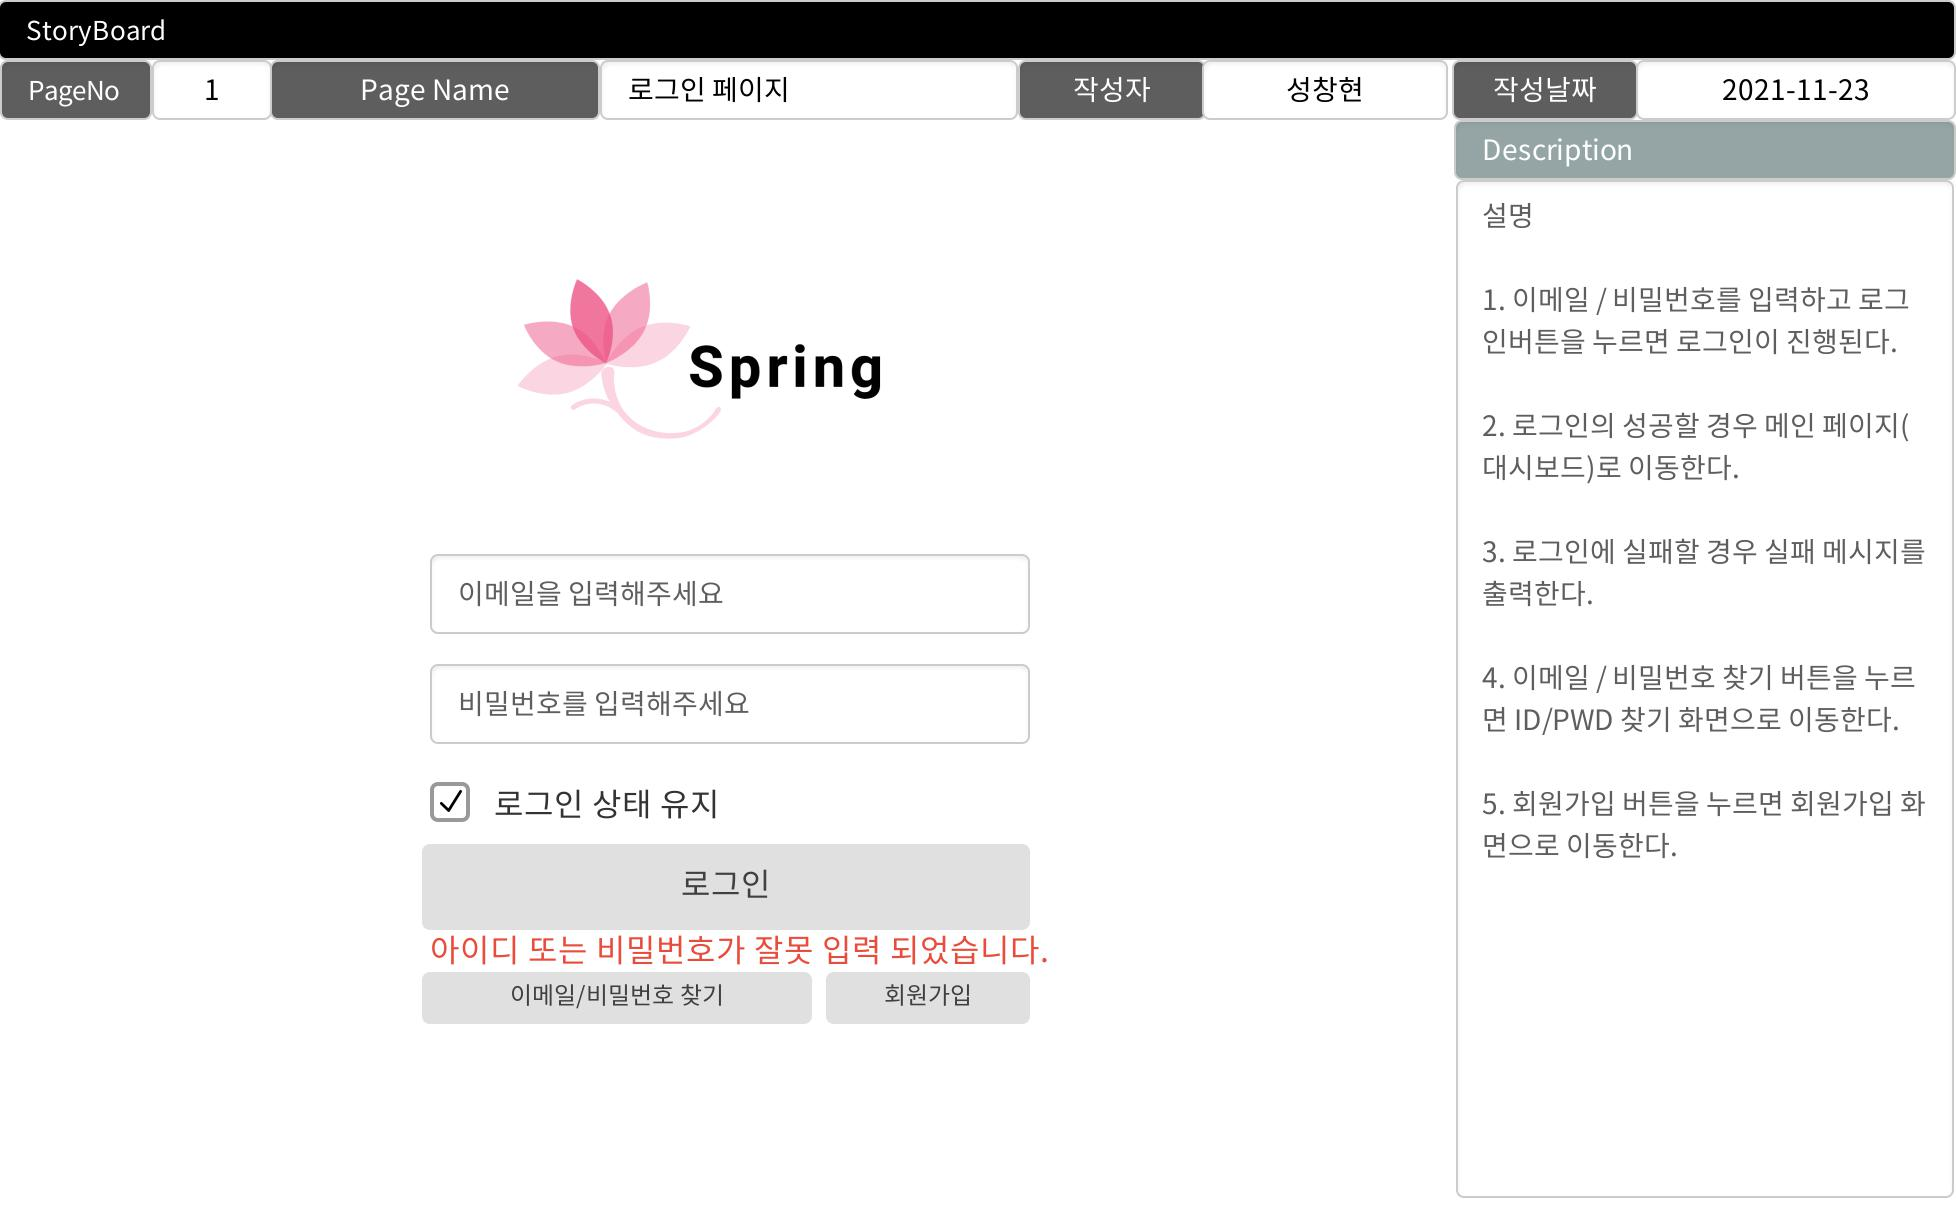 StoryBoard
PageNo 1 Page Name 로그인 페이지 작성자 성창현 작성날짜 2021-11-23
Spring
이메일을 입력해주세요
비밀번호를 입력해주세요
로그인 상태 유지
로그인
아이디 또는 비밀번호가 잘못 입력 되었습니다.
이메일/비밀번호 찾기 회원가입
Description
설명
1. 이메일 / 비밀번호를 입력하고 로그
인버튼을 누르면 로그인이 진행된다.
2. 로그인의 성공할 경우 메인 페이지(
대시보드)로 이동한다.
3. 로그인에 실패할 경우 실패 메시지를
출력한다.
4. 이메일 / 비밀번호 찾기 버튼을 누르
면 ID/PWD 찾기 화면으로 이동한다.
5. 회원가입 버튼을 누르면 회원가입 화
면으로 이동한다.